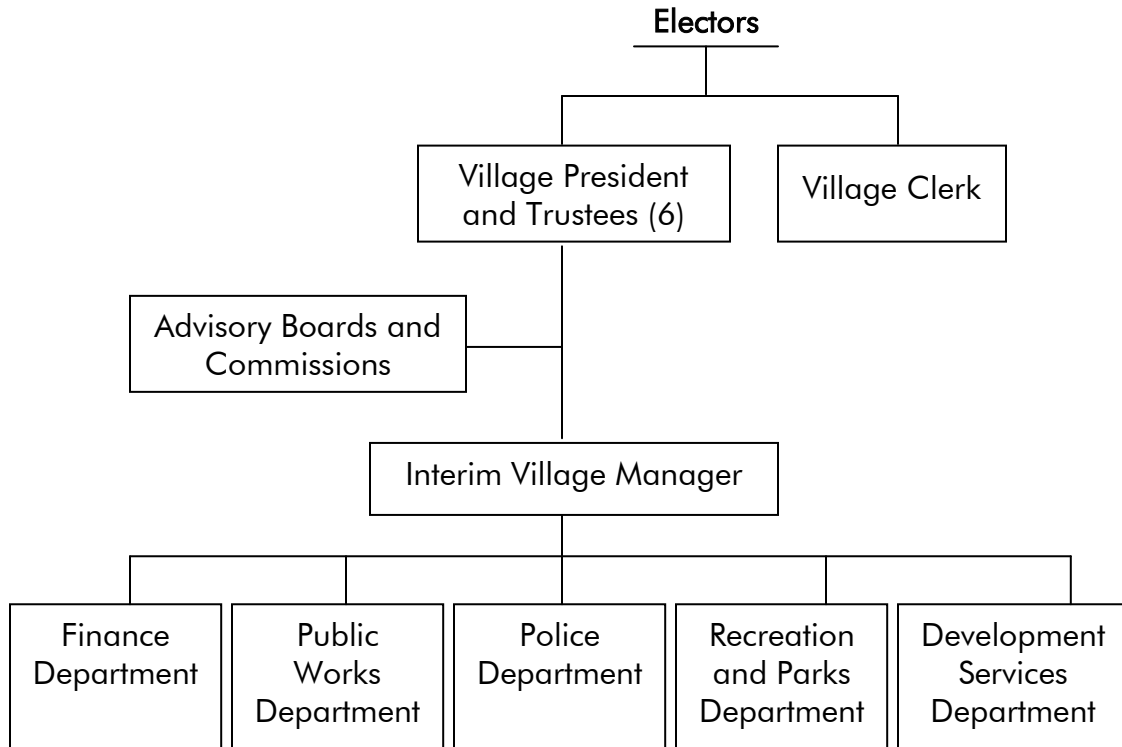 Electors
Village President
and Trustees (6)
Village Clerk
Advisory Boards and
Commissions
Interim Village Manager
Finance
Department
Public
Works
Department
Police
Department
Recreation
and Parks
Department
Development
Services
Department